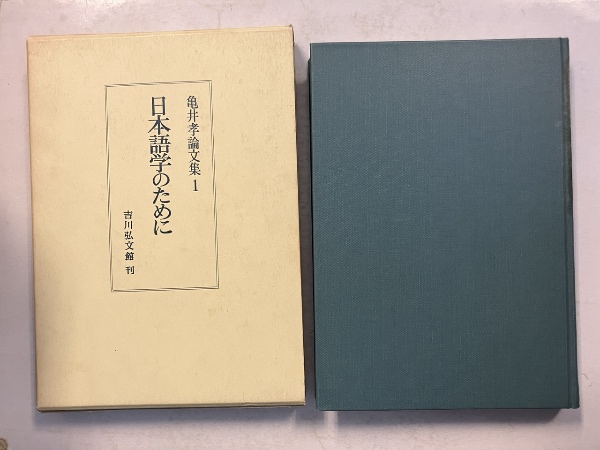 亀井孝論文集 1
日本語学のために
吉川弘文館 刊